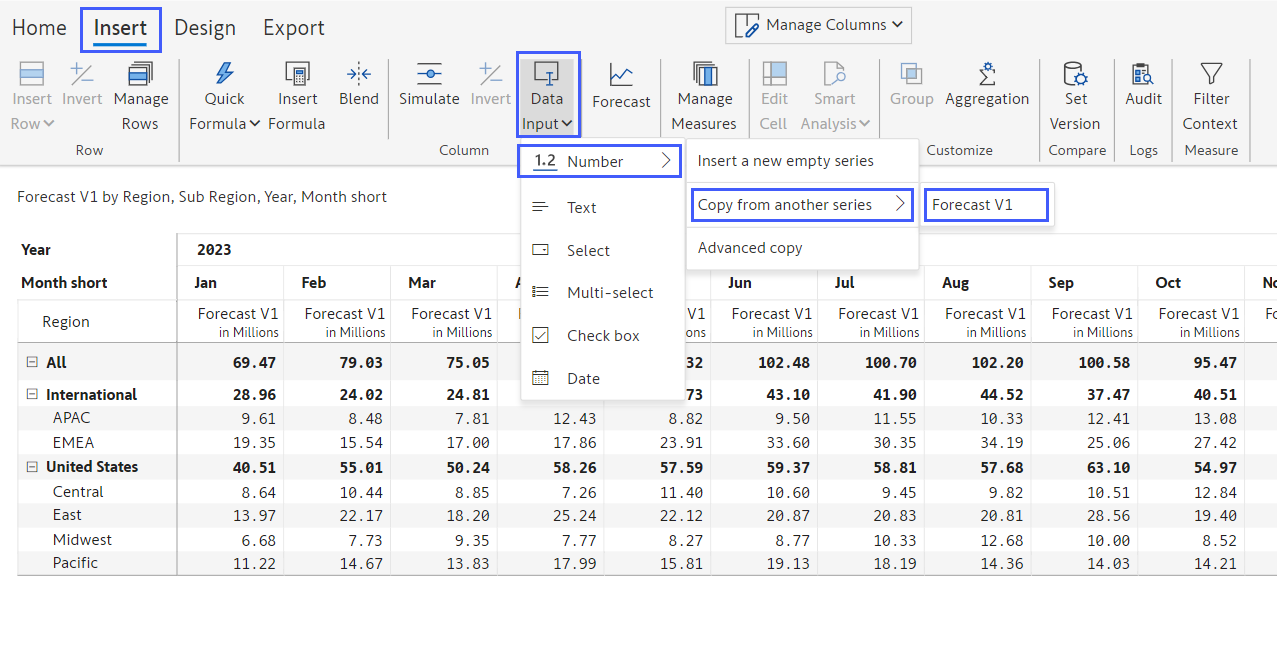 Home Insert Design Export Manage Columns
Insert Invert Manage Quick Insert Blend Simulate Invert Data Forecast Manage Edit Smart Group Aggregation Set Audit Filter
Row Rows Formula Formula Input Measures Cell Analysis Version Context
Row Column Customize Compare Logs Measure
1.2 Number Insert a new empty series
Forecast V1 by Region, Sub Region, Year, Month short
Text Copy from another series Forecast V1
Year 2023 Select Advanced copy
Month short Jan Feb Mar Multi-select Jun Jul Aug Sep Oct
Region Forecast V1 Forecast V1 Forecast V1 V1 Forecast V1 Forecast V1 Forecast V1 Forecast V1 Forecast V1
in Millions in Millions in Millions Check box in Millions in Millions in Millions in Millions in Millions
All 69.47 79.03 75.05 32 102.48 100.70 102.20 100.58 95.47
Date
International 28.96 24.02 24.81 73 43.10 41.90 44.52 37.47 40.51
APAC 9.61 8.48 7.81 12.43 8.82 9.50 11.55 10.33 12.41 13.08
EMEA 19.35 15.54 17.00 17.86 23.91 33.60 30.35 34.19 25.06 27.42
United States 40.51 55.01 50.24 58.26 57.59 59.37 58.81 57.68 63.10 54.97
Central 8.64 10.44 8.85 7.26 11.40 10.60 9.45 9.82 10.51 12.84
East 13.97 22.17 18.20 25.24 22.12 20.87 20.83 20.81 28.56 19.40
Midwest 6.68 7.73 9.35 7.77 8.27 8.77 10.33 12.68 10.00 8.52
Pacific 11.22 14.67 13.83 17.99 15.81 19.13 18.19 14.36 14.03 14.21